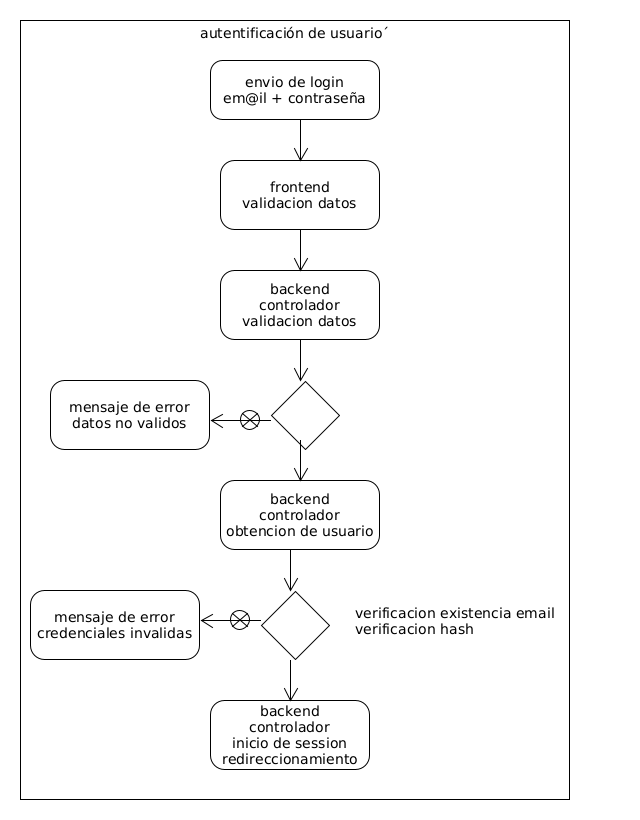 autentificación de usuario´
envio de login
em@il + contraseña
frontend
validacion datos
backend
controlador
validacion datos
mensaje de error
datos no validos
backend
controlador
obtencion de usuario
mensaje de error
credenciales invalidas
verificacion existencia email
verificacion hash
backend
controlador
inicio de session
redireccionamiento